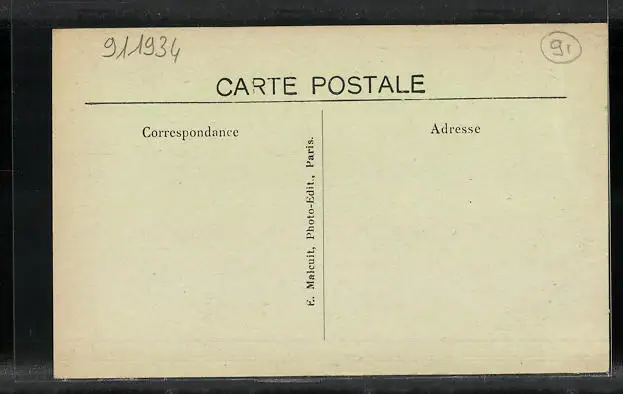 911934
91
CARTE POSTALE
Correspondance
Adresse
E. Malcuit, Photo-Edit., Paris.